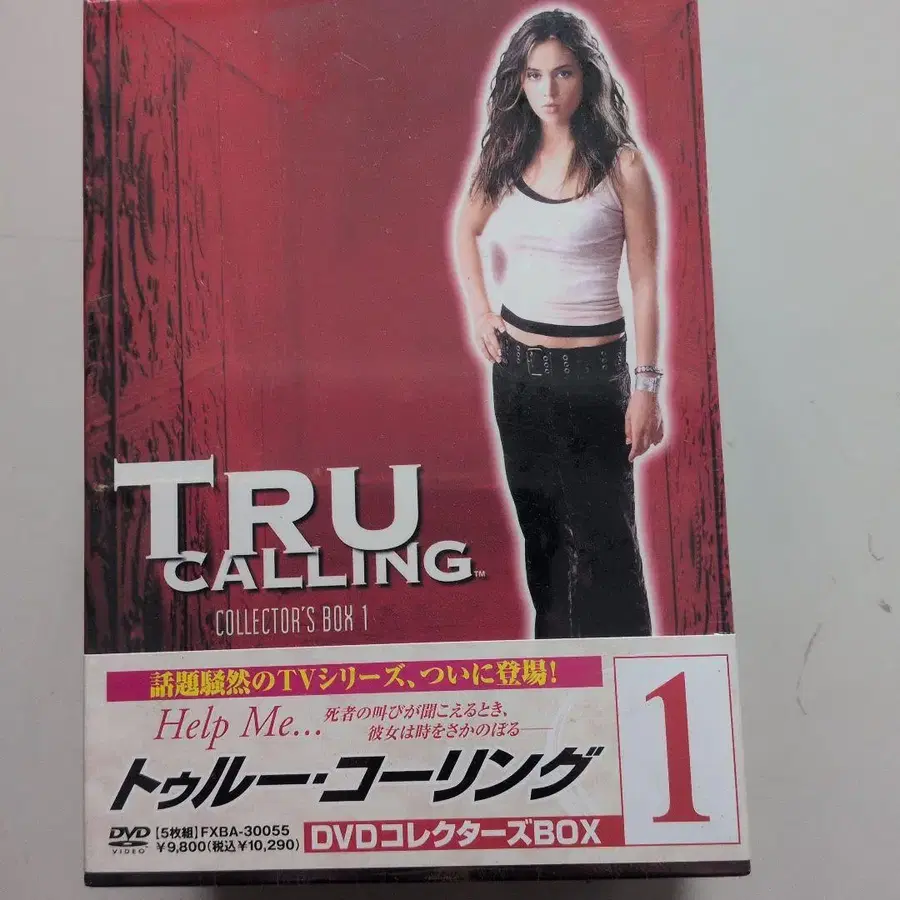 TRU
CALLING™
COLLECTOR'S BOX 1
話題騒然のTVシリーズ、ついに登場!
Help Me...
死者の叫びが聞こえるとき、
彼女は時をさかのぼる——
トゥルー・コーリング
1
DVD VIDEO
【5枚組】FXBA-30055
¥9,800(税込¥10,290)
DVDコレクターズBOX